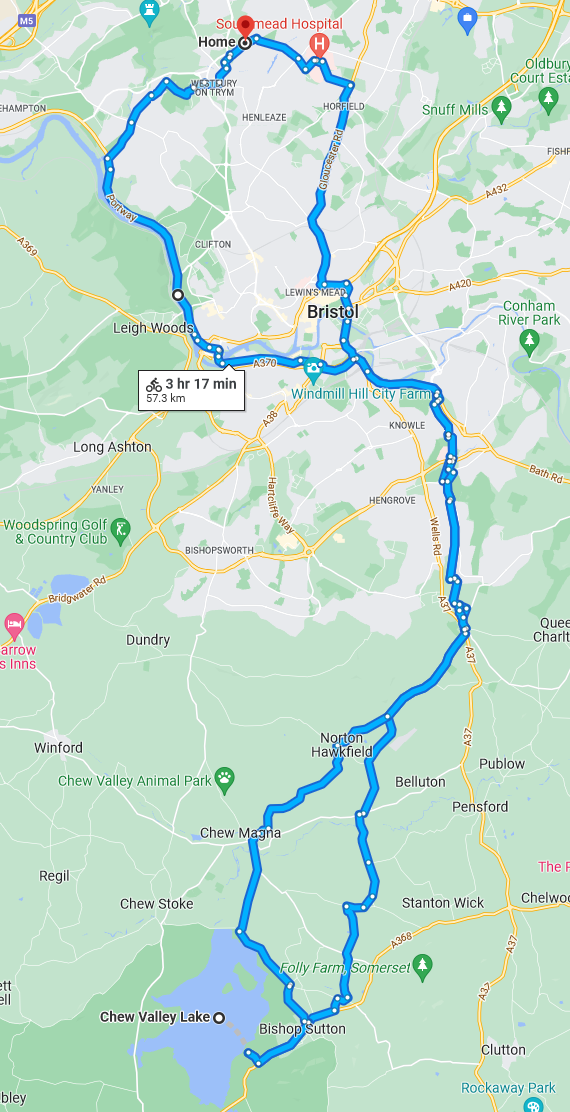 M5
Southmead Hospital
Home
H
WESTBURY
ON TRYM
HORFIELD
Oldbury
Court Esta
Snuff Mills
EHAMPTON
HENLEAZE
Gloucester Rd
FISHP
A432
Portway
A369
CLIFTON
LEWIN'S MEAD
A420
Bristol
Conham
River Park
Leigh Woods
A370
3 hr 17 min
57.3 km
Windmill Hill City Farm
A38
KNOWLE
Long Ashton
Bath Rd
YANLEY
Hartcliffe Way
HENGROVE
Woodspring Golf
& Country Club
Wells Rd
BISHOPSWORTH
Bridgwater Rd
A37
arrow
s Inns
Dundry
Quee
Charlt
A37
Norton
Hawkfield
A37
Winford
Publow
Chew Valley Animal Park
Belluton
Pensford
Chew Magna
The F
Regil
Chew Stoke
Stanton Wick
Chelwoo
A368
A37
Folly Farm, Somerset
ett
ell
A37
Chew Valley Lake
Bishop Sutton
Clutton
Rockaway Park
bley